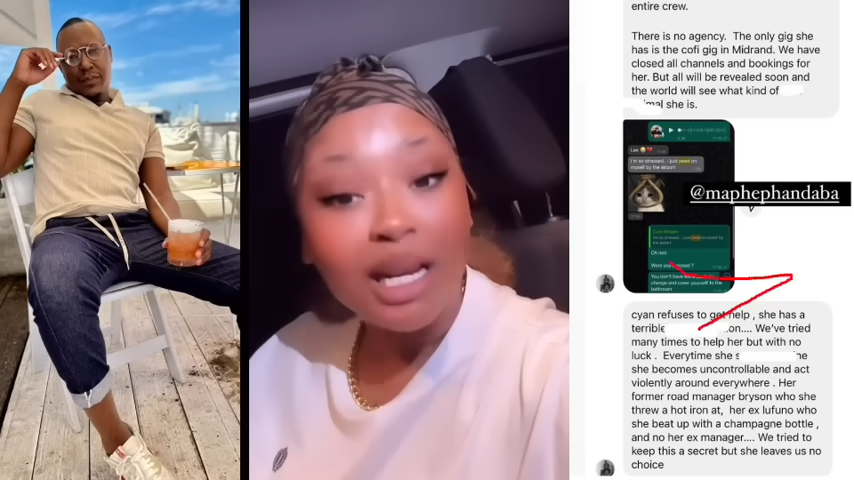 entire crew.
There is no agency. The only gig she
has is the cofi gig in Midrand. We have
closed all channels and bookings for
her. But all will be revealed soon and
the world will see what kind of
she is.
Lee
I'm so stressed. I just peed on
myself by the airport
@maphephandaba
Oh nee
You don't have
change and cover yourself in the
bathroom
cyan refuses to get help , she has a
terrible on.... We've tried
many times to help her but with no
luck . Everytime she s ne
she becomes uncontrollable and act
violently around everywhere . Her
former road manager bryson who she
threw a hot iron at, her ex lufuno who
she beat up with a champagne bottle ,
and no her ex manager.... We tried to
keep this a secret but she leaves us no
choice